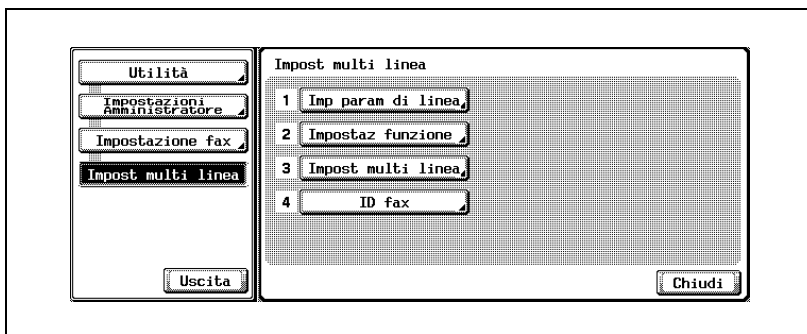 Utilità
Impostazioni
Amministratore
Impostazione fax
Impost multi linea
Uscita
Impost multi linea
1 Imp param di linea
2 Impostaz funzione
3 Impost multi linea
4 ID fax
Chiudi